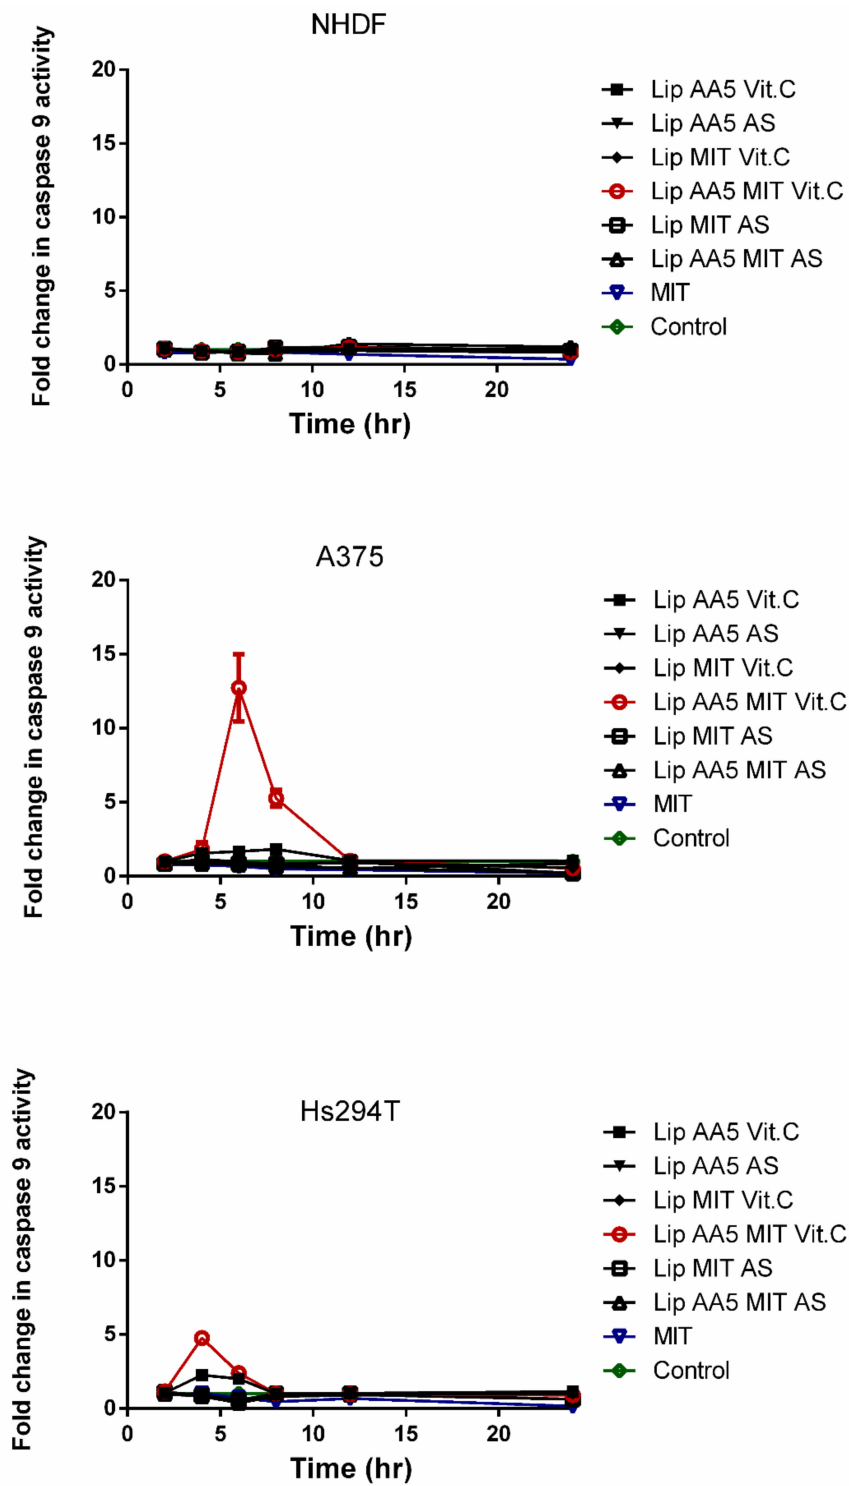 NHDF
Fold change in caspase 9 activity
20
15
10
5
0
0 5 10 15 20
Time (hr)
Lip AA5 Vit.C
Lip AA5 AS
Lip MIT Vit.C
Lip AA5 MIT Vit.C
Lip MIT AS
Lip AA5 MIT AS
MIT
Control
A375
Fold change in caspase 9 activity
20
15
10
5
0
0 5 10 15 20
Time (hr)
Lip AA5 Vit.C
Lip AA5 AS
Lip MIT Vit.C
Lip AA5 MIT Vit.C
Lip MIT AS
Lip AA5 MIT AS
MIT
Control
Hs294T
Fold change in caspase 9 activity
20
15
10
5
0
0 5 10 15 20
Time (hr)
Lip AA5 Vit.C
Lip AA5 AS
Lip MIT Vit.C
Lip AA5 MIT Vit.C
Lip MIT AS
Lip AA5 MIT AS
MIT
Control